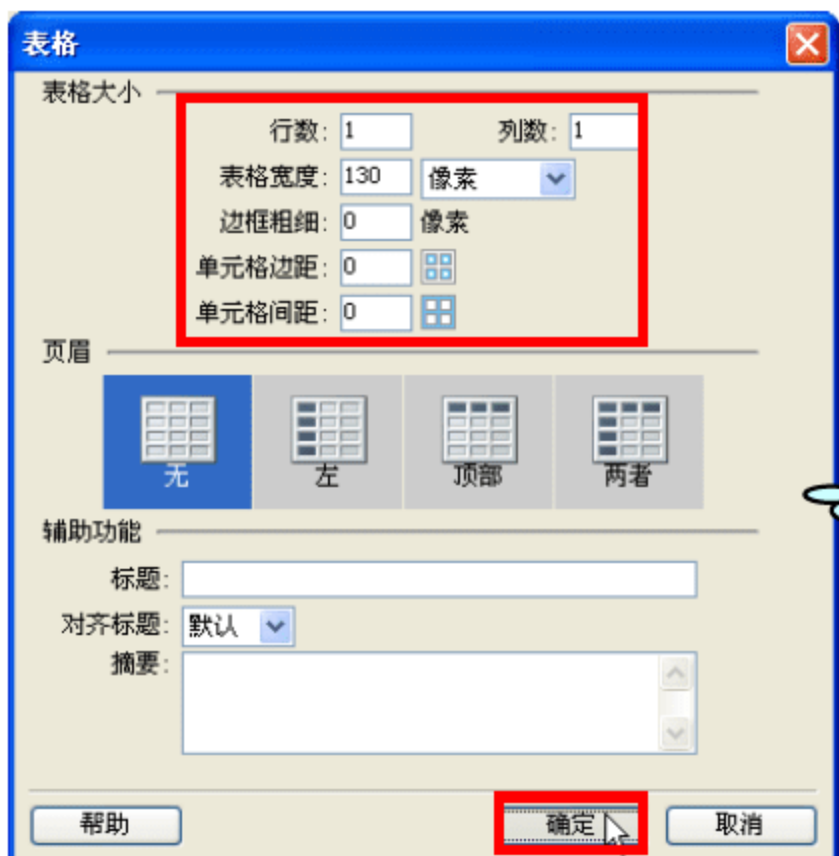 表格
表格大小
行数: 1 列数: 1
表格宽度: 130 像素
边框粗细: 0 像素
单元格边距: 0
单元格间距: 0
页眉
无 左 顶部 两者
辅助功能
标题:
对齐标题: 默认
摘要:
帮助 确定 取消